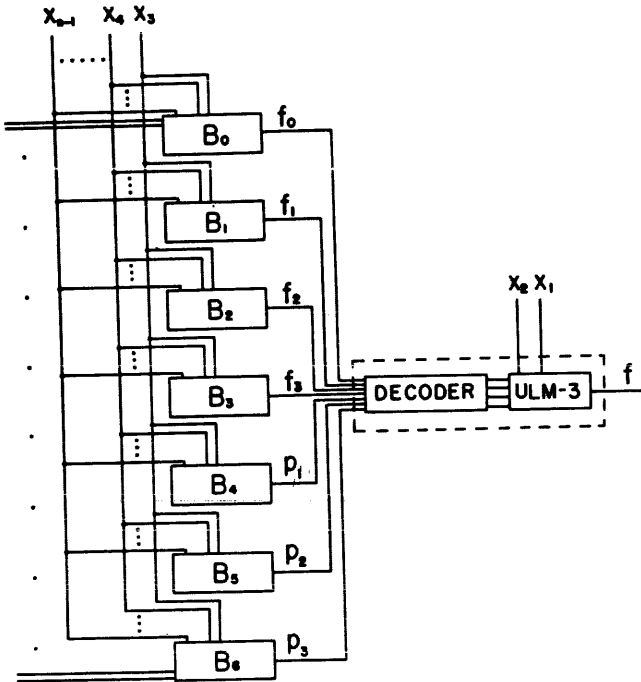 Xn-1 X4 X3
B0 f0
B1 f1
B2 f2
X2 X1
B3 f3
DECODER ULM-3 f
B4 p1
B5 p2
B6 p3